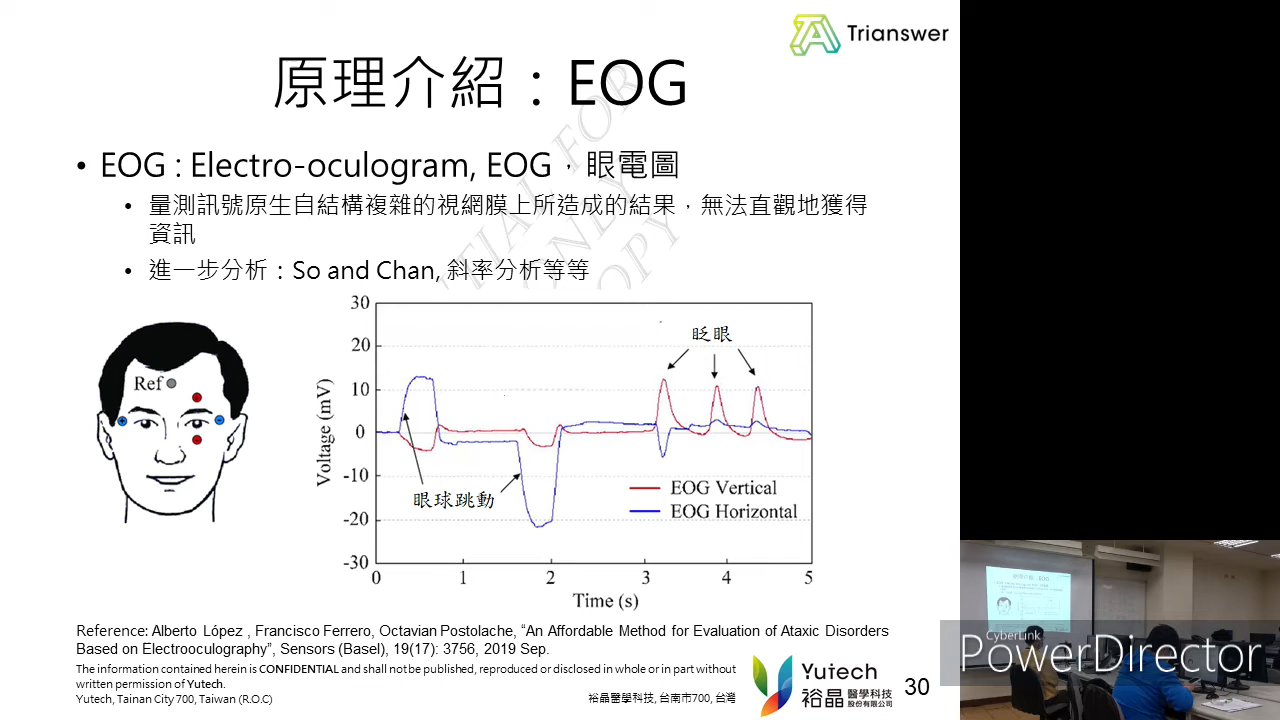 Trianswer
原理介紹：EOG
• EOG : Electro-oculogram, EOG，眼電圖
• 量測訊號原生自結構複雜的視網膜上所造成的結果，無法直觀地獲得
資訊
• 進一步分析：So and Chan, 斜率分析等等
Ref
Voltage (mV)
30
20
10
0
-10
-20
-30
眨眼
眼球跳動
EOG Vertical
EOG Horizontal
0 1 2 3 4 5
Time (s)
Reference: Alberto López , Francisco Ferrero, Octavian Postolache, “An Affordable Method for Evaluation of Ataxic Disorders
Based on Electrooculography”, Sensors (Basel), 19(17): 3756, 2019 Sep.
The information contained herein is CONFIDENTIAL and shall not be published, reproduced or disclosed in whole or in part without
written permission of Yutech.
Yutech, Tainan City 700, Taiwan (R.O.C)
裕晶醫學科技, 台南市700, 台灣
Yutech
裕晶醫學科技
股份有限公司
30
原理介紹：EOG
CyberLink
PowerDirector